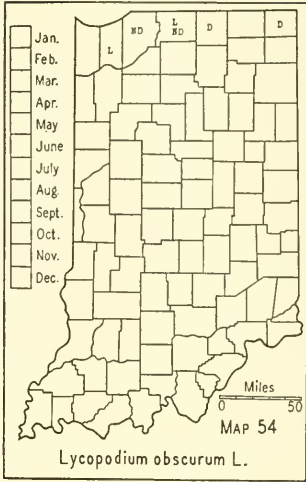 Jan.
Feb.
Mar.
Apr.
May
June
July
Aug.
Sept.
Oct.
Nov.
Dec.
L
ND
L
ND
D
D
Miles
0 50
MAP 54
Lycopodium obscurum L.